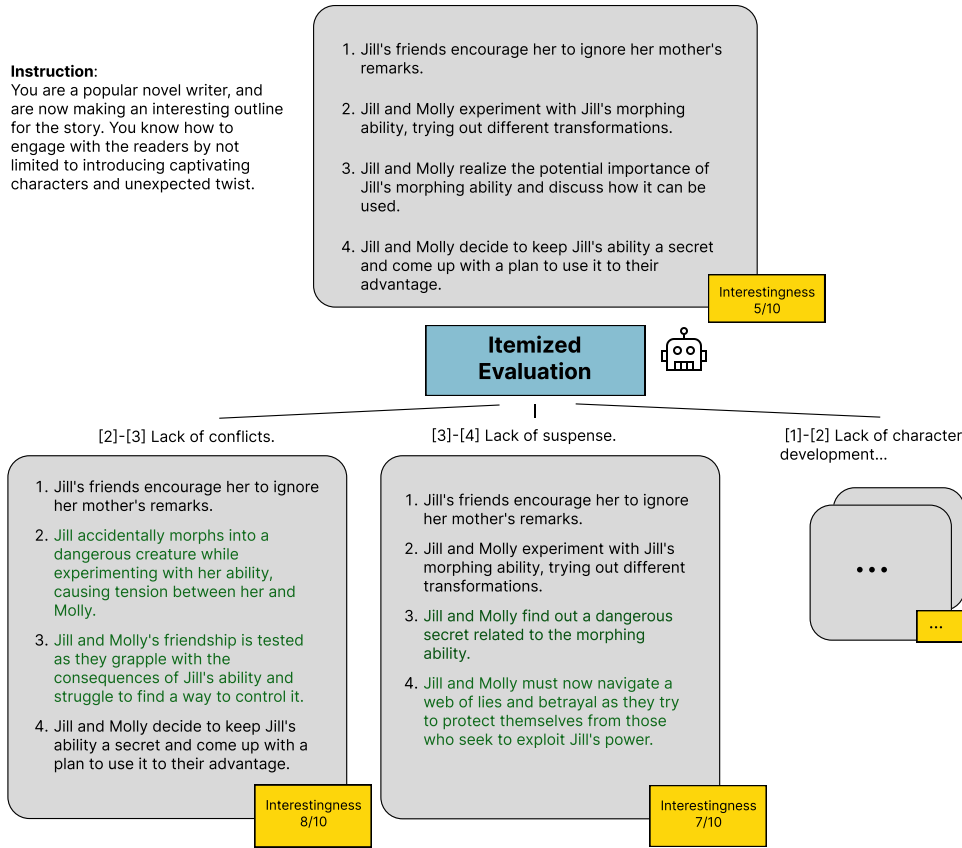 Instruction:
You are a popular novel writer, and
are now making an interesting outline
for the story. You know how to
engage with the readers by not
limited to introducing captivating
characters and unexpected twist.
1. Jill's friends encourage her to ignore her mother's
remarks.
2. Jill and Molly experiment with Jill's morphing
ability, trying out different transformations.
3. Jill and Molly realize the potential importance of
Jill's morphing ability and discuss how it can be
used.
4. Jill and Molly decide to keep Jill's ability a secret
and come up with a plan to use it to their
advantage.
Interestingness
5/10
Itemized
Evaluation
[2]-[3] Lack of conflicts.
1. Jill's friends encourage her to ignore
her mother's remarks.
2. Jill accidentally morphs into a
dangerous creature while
experimenting with her ability,
causing tension between her and
Molly.
3. Jill and Molly's friendship is tested
as they grapple with the
consequences of Jill's ability and
struggle to find a way to control it.
4. Jill and Molly decide to keep Jill's
ability a secret and come up with a
plan to use it to their advantage.
Interestingness
8/10
[3]-[4] Lack of suspense.
1. Jill's friends encourage her to ignore
her mother's remarks.
2. Jill and Molly experiment with Jill's
morphing ability, trying out different
transformations.
3. Jill and Molly find out a dangerous
secret related to the morphing
ability.
4. Jill and Molly must now navigate a
web of lies and betrayal as they try
to protect themselves from those
who seek to exploit Jill's power.
Interestingness
7/10
[1]-[2] Lack of character
development...
...
...